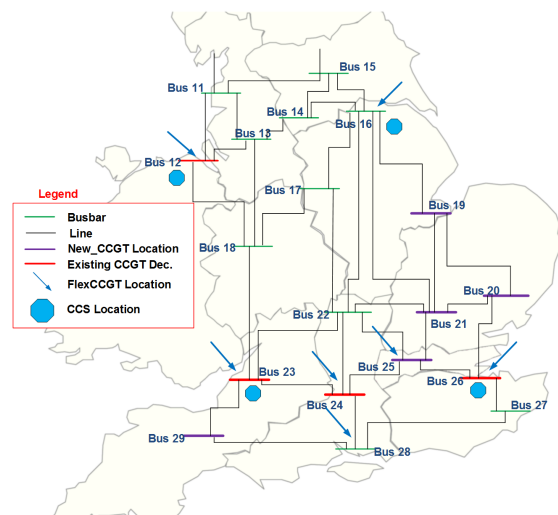 Bus 15
Bus 11
Bus 14
Bus 16
Bus 13
Bus 12
Bus 17
Legend
Busbar
Line
New_CCGT Location
Existing CCGT Dec.
FlexCCGT Location
CCS Location
Bus 19
Bus 18
Bus 20
Bus 22
Bus 21
Bus 25
Bus 23
Bus 26
Bus 24
Bus 27
Bus 29
Bus 28